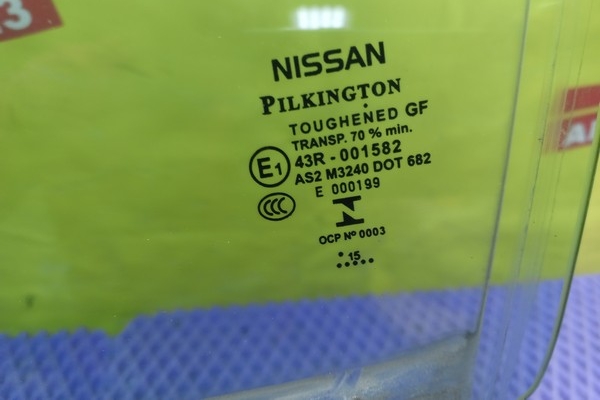 3
NISSAN
PILKINGTON
TOUGHENED GF
TRANSP. 70 % min.
E1
43R - 001582
AS2 M3240 DOT 682
E 000199
CCC
OCP Nº 0003
15